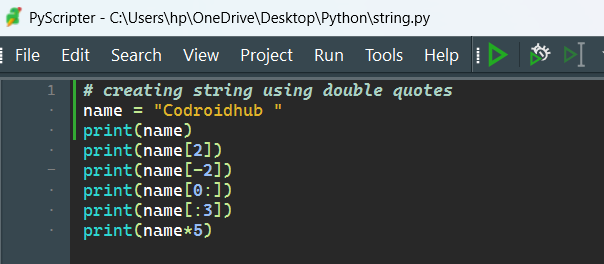 PyScripter - C:\Users\hp\OneDrive\Desktop\Python\string.py
File Edit Search View Project Run Tools Help
1 # creating string using double quotes
name = "Codroidhub "
print(name)
print(name[2])
print(name[-2])
print(name[0:])
print(name[:3])
print(name*5)